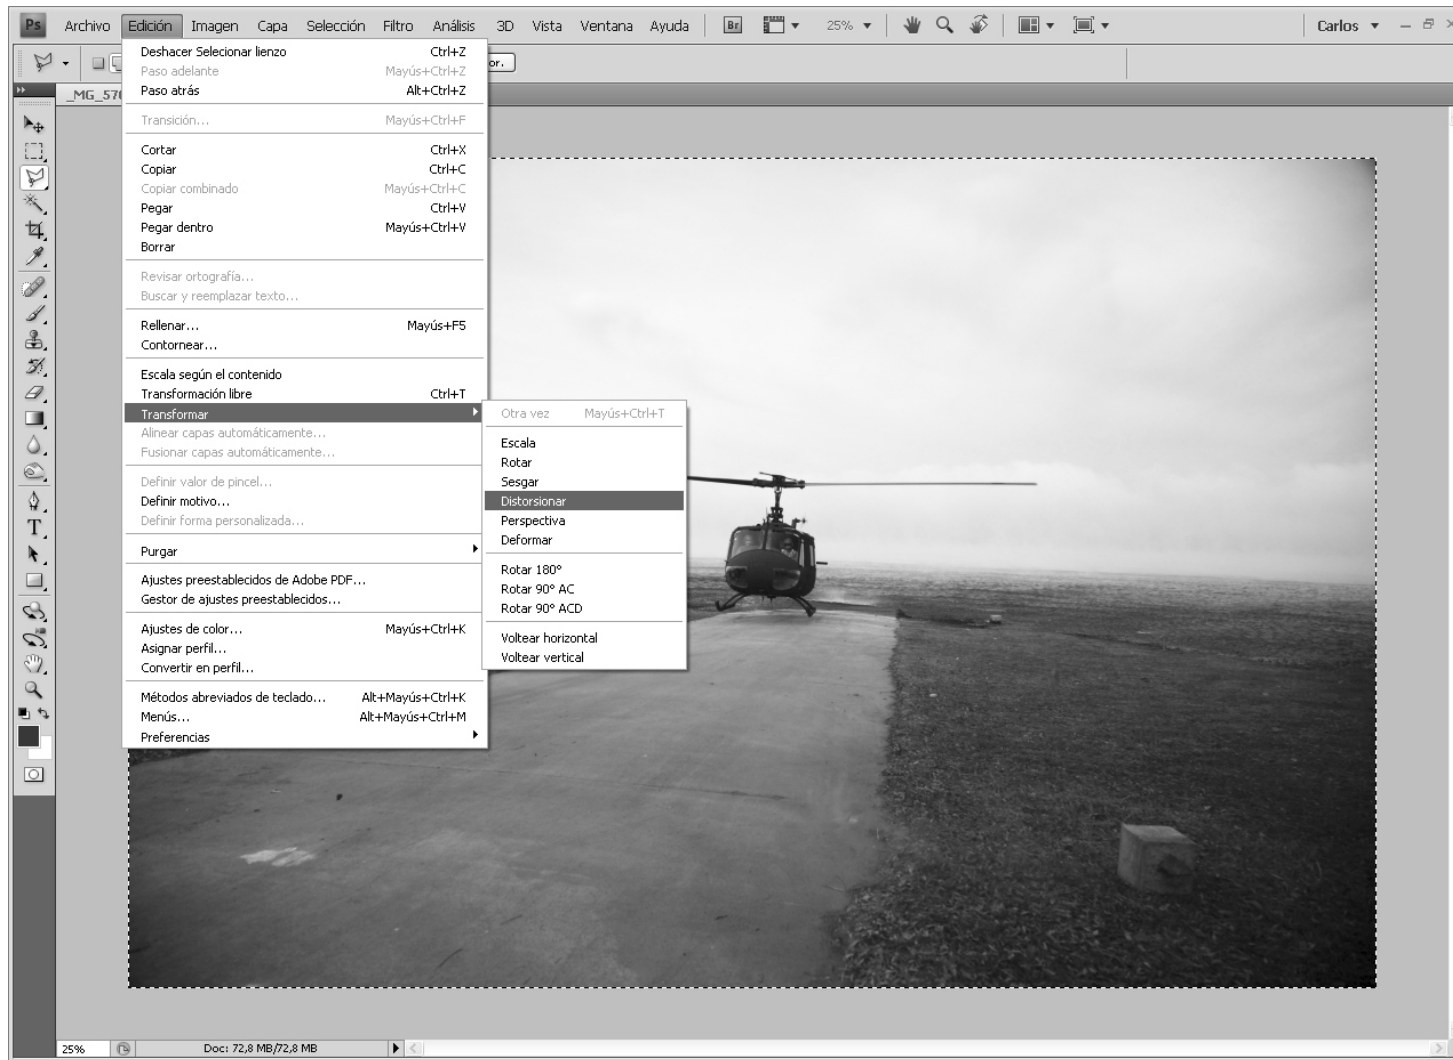 Ps Archivo Edición Imagen Capa Selección Filtro Análisis 3D Vista Ventana Ayuda Br 25% Carlos
or.
_MG_570
Deshacer Selecionar lienzo Ctrl+Z
Paso adelante Mayús+Ctrl+Z
Paso atrás Alt+Ctrl+Z
Transición... Mayús+Ctrl+F
Cortar Ctrl+X
Copiar Ctrl+C
Copiar combinado Mayús+Ctrl+C
Pegar Ctrl+V
Pegar dentro Mayús+Ctrl+V
Borrar
Revisar ortografía...
Buscar y reemplazar texto...
Rellenar... Mayús+F5
Contornear...
Escala según el contenido
Transformación libre Ctrl+T
Transformar
Alinear capas automáticamente...
Fusionar capas automáticamente...
Definir valor de pincel...
Definir motivo...
Definir forma personalizada...
Purgar
Ajustes preestablecidos de Adobe PDF...
Gestor de ajustes preestablecidos...
Ajustes de color... Mayús+Ctrl+K
Asignar perfil...
Convertir en perfil...
Métodos abreviados de teclado... Alt+Mayús+Ctrl+K
Menús... Alt+Mayús+Ctrl+M
Preferencias
Otra vez Mayús+Ctrl+T
Escala
Rotar
Sesgar
Distorsionar
Perspectiva
Deformar
Rotar 180°
Rotar 90° AC
Rotar 90° ACD
Voltear horizontal
Voltear vertical
T
25% Doc: 72,8 MB/72,8 MB